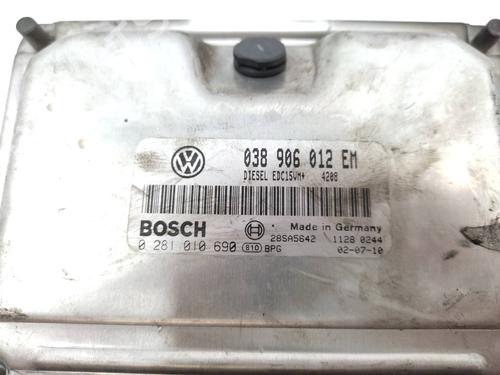 038 906 012 EM
DIESEL EDC15VM+ 4208
BOSCH
Made in Germany
28SA5642 1128 0244
0 281 010 690 810 BPG 02-07-10